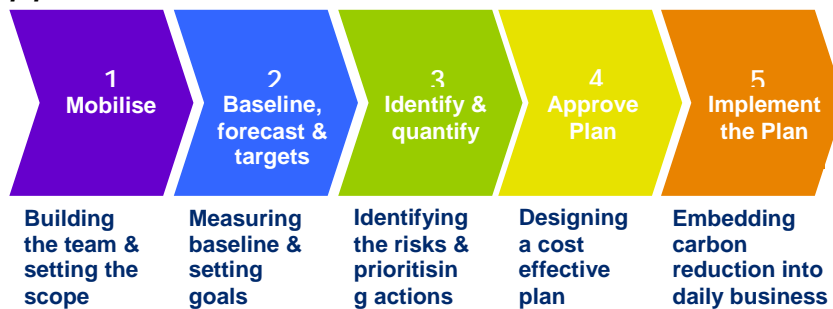 1
Mobilise
2
Baseline,
forecast &
targets
3
Identify &
quantify
4
Approve
Plan
5
Implement
the Plan
Building
the team &
setting the
scope
Measuring
baseline &
setting
goals
Identifying
the risks &
prioritisin
g actions
Designing
a cost
effective
plan
Embedding
carbon
reduction into
daily business